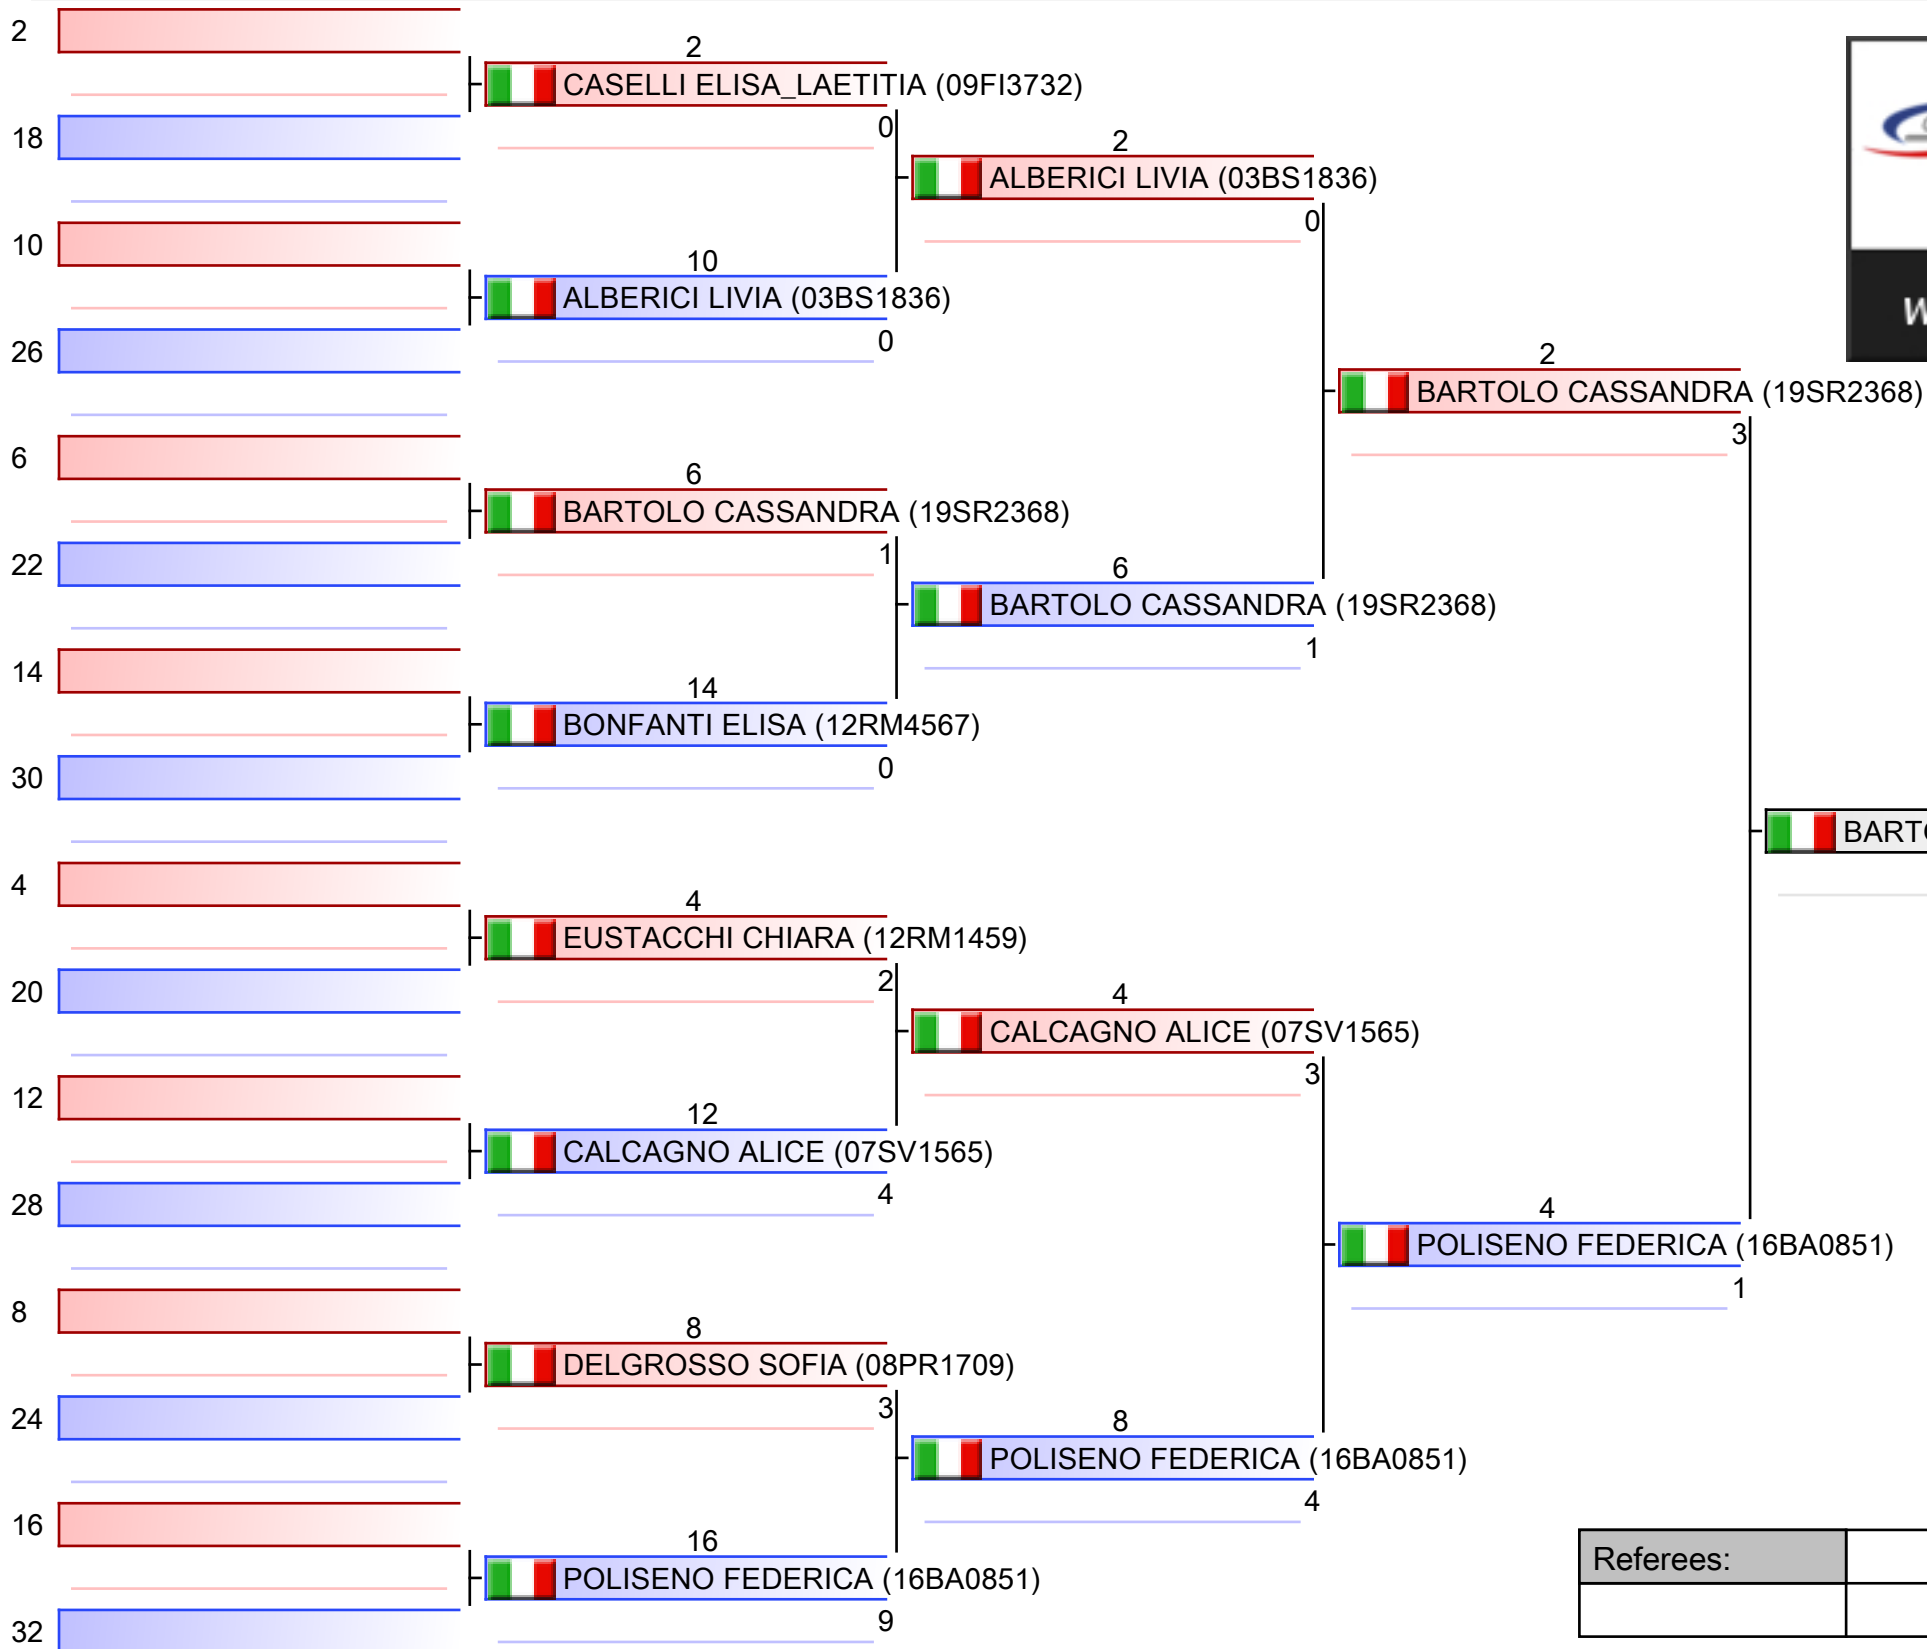 2
18
10
26
6
22
14
30
4
20
12
28
8
24
16
32
2
CASELLI ELISA_LAETITIA (09FI3732)
0
10
ALBERICI LIVIA (03BS1836)
0
6
BARTOLO CASSANDRA (19SR2368)
1
14
BONFANTI ELISA (12RM4567)
0
4
EUSTACCHI CHIARA (12RM1459)
2
12
CALCAGNO ALICE (07SV1565)
4
8
DELGROSSO SOFIA (08PR1709)
3
16
POLISENO FEDERICA (16BA0851)
9
2
ALBERICI LIVIA (03BS1836)
0
6
BARTOLO CASSANDRA (19SR2368)
1
4
CALCAGNO ALICE (07SV1565)
3
8
POLISENO FEDERICA (16BA0851)
4
2
BARTOLO CASSANDRA (19SR2368)
3
4
POLISENO FEDERICA (16BA0851)
1
Referees: